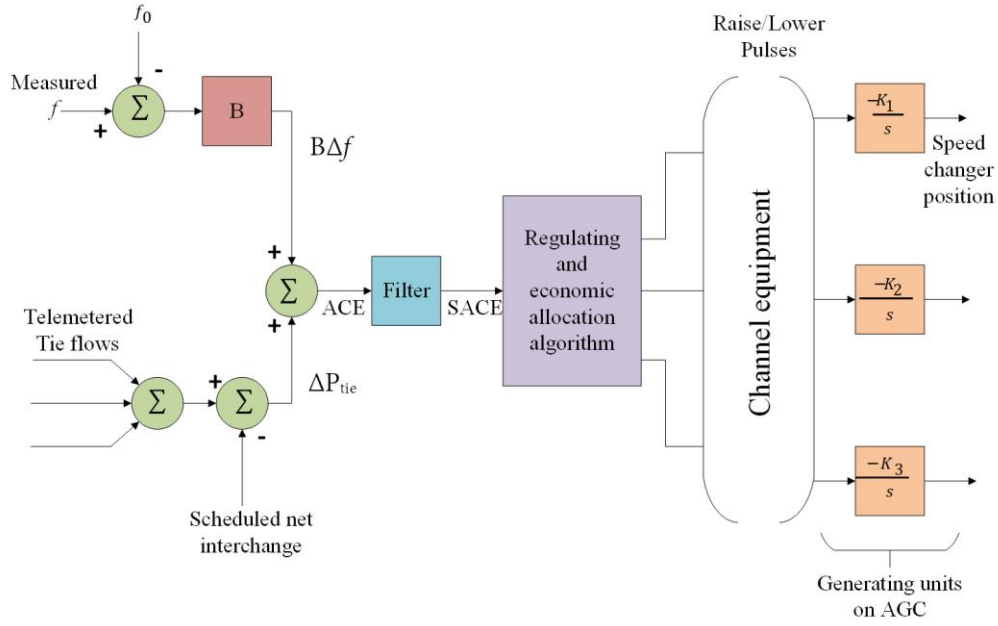 f₀
-
Measured
f
+
Σ
B
BΔf
+
Σ
+
ACE
Filter
SACE
Telemetered
Tie flows
Σ
+
Σ
-
ΔPtie
Scheduled net
interchange
Regulating
and
economic
allocation
algorithm
Raise/Lower
Pulses
Channel equipment
−K₁
s
Speed
changer
position
−K₂
s
−K₃
s
Generating units
on AGC